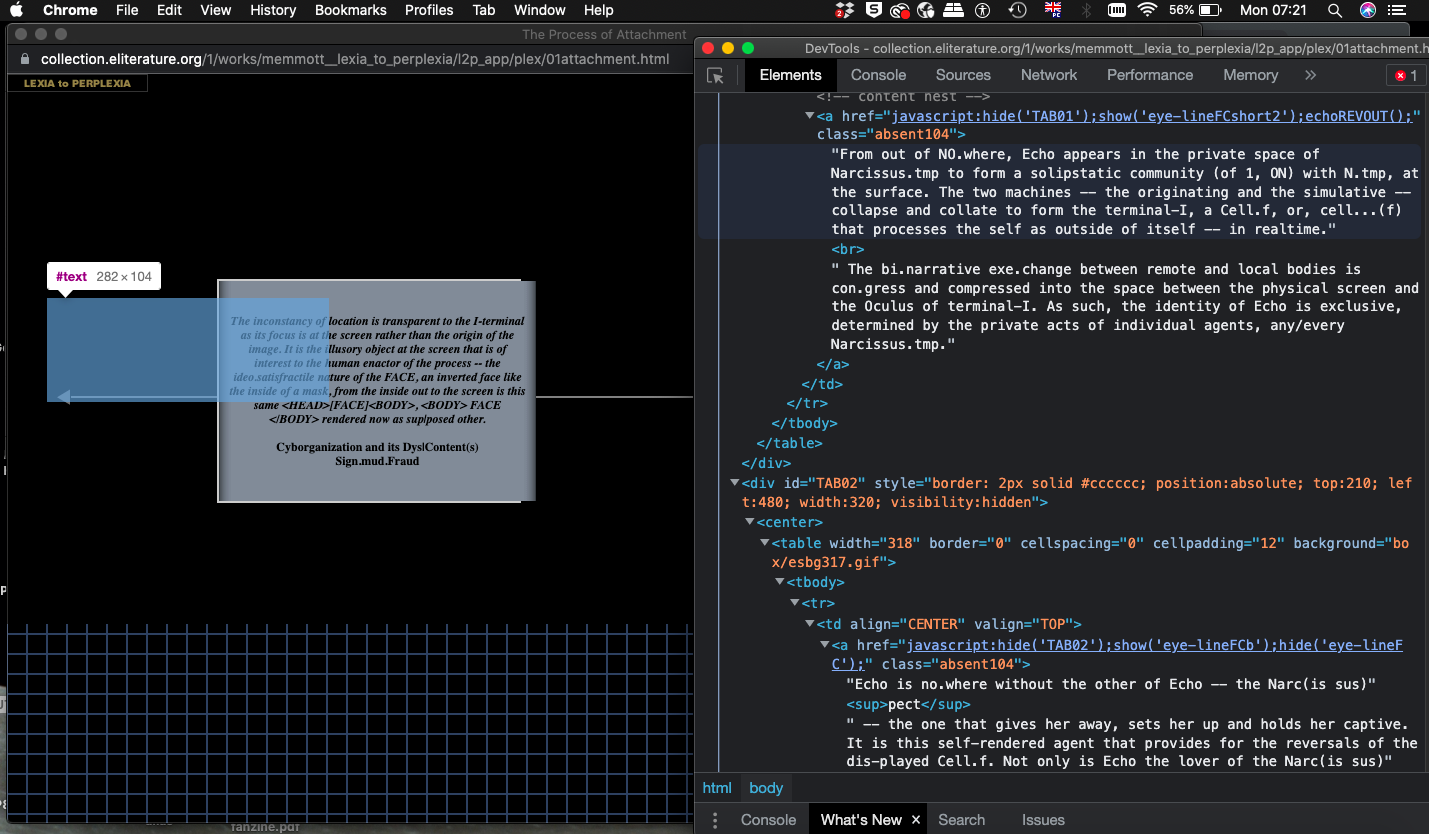 Chrome File Edit View History Bookmarks Profiles Tab Window Help
56% Mon 07:21
The Process of Attachment
collection.eliterature.org/1/works/memmott__lexia_to_perplexia/l2p_app/plex/01attachment.html
LEXIA to PERPLEXIA
#text 282 × 104
The inconstancy of location is transparent to the I-terminal
as its focus is at the screen rather than the origin of the
image. It is the illusory object at the screen that is of
interest to the human enactor of the process -- the
ideo.satisfractile nature of the FACE, an inverted face like
the inside of a mask, from the inside out to the screen is this
same <HEAD>[FACE]<BODY>, <BODY> FACE
</BODY> rendered now as sup|posed other.
Cyborganization and its Dys|Content(s)
Sign.mud.Fraud
fanzine.pdf
DevTools - collection.eliterature.org/1/works/memmott__lexia_to_perplexia/l2p_app/plex/01attachment.h
Elements Console Sources Network Performance Memory » 1
<!-- content nest -->
<a href="javascript:hide('TAB01');show('eye-lineFCshort2');echoREVOUT();"
class="absent104">
"From out of NO.where, Echo appears in the private space of
Narcissus.tmp to form a solipstatic community (of 1, ON) with N.tmp, at
the surface. The two machines -- the originating and the simulative --
collapse and collate to form the terminal-I, a Cell.f, or, cell...(f)
that processes the self as outside of itself -- in realtime."
<br>
" The bi.narrative exe.change between remote and local bodies is
con.gress and compressed into the space between the physical screen and
the Oculus of terminal-I. As such, the identity of Echo is exclusive,
determined by the private acts of individual agents, any/every
Narcissus.tmp."
</a>
</td>
</tr>
</tbody>
</table>
</div>
<div id="TAB02" style="border: 2px solid #cccccc; position:absolute; top:210; lef
t:480; width:320; visibility:hidden">
<center>
<table width="318" border="0" cellspacing="0" cellpadding="12" background="bo
x/esbg317.gif">
<tbody>
<tr>
<td align="CENTER" valign="TOP">
<a href="javascript:hide('TAB02');show('eye-lineFCb');hide('eye-lineF
C');" class="absent104">
"Echo is no.where without the other of Echo -- the Narc(is sus)"
<sup>pect</sup>
" -- the one that gives her away, sets her up and holds her captive.
It is this self-rendered agent that provides for the reversals of the
dis-played Cell.f. Not only is Echo the lover of the Narc(is sus)"
html body
Console What's New × Search Issues